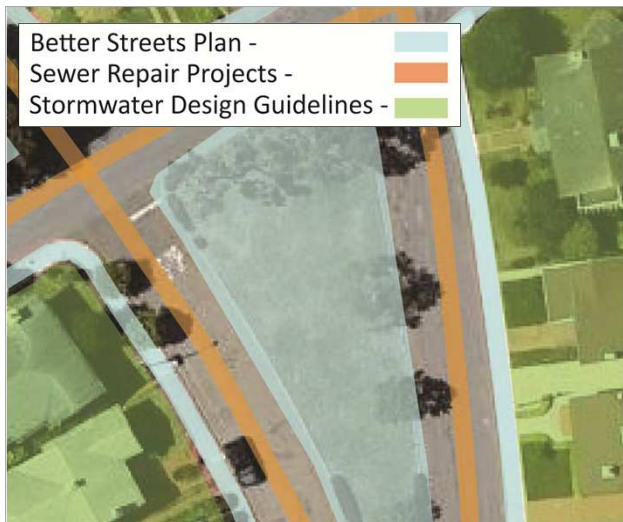 Better Streets Plan -
Sewer Repair Projects -
Stormwater Design Guidelines -